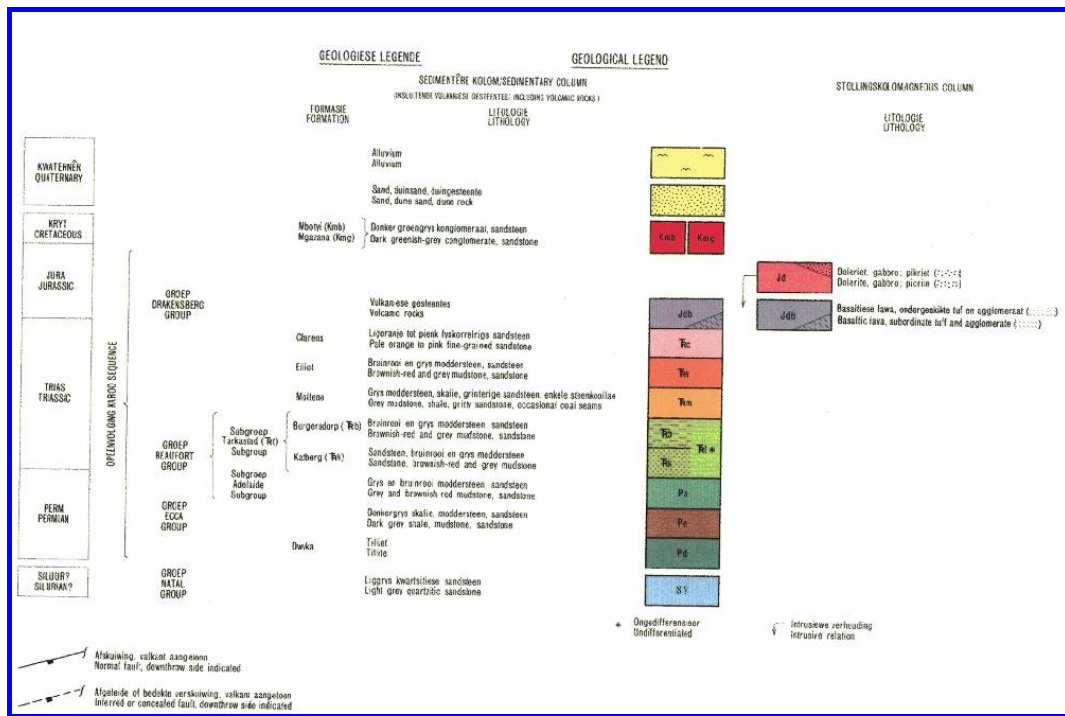 GEOLOGIESE LEGENDE
GEOLOGICAL LEGEND
SEDIMENTÊRE KOLOM/SEDIMENTARY COLUMN
(INSLUITENDE VULKANIESE GESTEENTES/ INCLUDING VOLCANIC ROCKS)
STOLLINGSKOLOM/IGNEOUS COLUMN
FORMASIE
FORMATION
LITOLOGIE
LITHOLOGY
LITOLOGIE
LITHOLOGY
KWATERNÊR
QUATERNARY
Alluvium
Alluvium
Sand, duinsand, duingesteente
Sand, dune sand, dune rock
KRYT
CRETACEOUS
Mbotyi (Kmb)
Mgazana (Kmg)
Donker groengrys konglomeraat, sandsteen
Dark greenish-grey conglomerate, sandstone
Kmb
Kmg
JURA
JURASSIC
Jd
Doleriet, gabbro; pikriet
Dolerite, gabbro; picrite
GROEP
DRAKENSBERG
GROUP
Vulkaniese gesteentes
Volcanic rocks
Jdb
Jdb
Basaltiese lawa, ondergeskikte tuf en agglomeraat
Basaltic lava, subordinate tuff and agglomerate
OPEENVOLGING KAROO SEQUENCE
Clarens
Ligoranje tot pienk fynkorrelrige sandsteen
Pale orange to pink fine-grained sandstone
Trc
TRIAS
TRIASSIC
Elliot
Bruinrooi en grys moddersteen, sandsteen
Brownish-red and grey mudstone, sandstone
Tre
Molteno
Grys moddersteen, skalie, grinterige sandsteen, enkele steenkoollae
Grey mudstone, shale, gritty sandstone, occasional coal seams
Trm
GROEP
BEAUFORT
GROUP
Subgroep
Tarkastad (Trt)
Subgroup
Burgersdorp (Trb)
Bruinrooi en grys moddersteen, sandsteen
Brownish-red and grey mudstone, sandstone
Trb
Trt *
Katberg (Trk)
Sandsteen, bruinrooi en grys moddersteen
Sandstone, brownish-red and grey mudstone
Trk
Subgroep
Adelaide
Subgroup
Grys en bruinrooi moddersteen, sandsteen
Grey and brownish red mudstone, sandstone
Pa
PERM
PERMIAN
GROEP
ECCA
GROUP
Donkergrys skalie, moddersteen, sandsteen
Dark grey shale, mudstone, sandstone
Pe
Dwyka
Tilliet
Tillite
Pd
SILUUR?
SILURIAN?
GROEP
NATAL
GROUP
Liggrys kwartsitiese sandsteen
Light grey quartzitic sandstone
S?
* Ongedifferensieer
Undifferentiated
Intrusiewe verhouding
Intrusive relation
Afskuiwing, valkant aangetoon
Normal fault, downthrow side indicated
Afgeleide of bedekte verskuiwing, valkant aangetoon
Inferred or concealed fault, downthrow side indicated